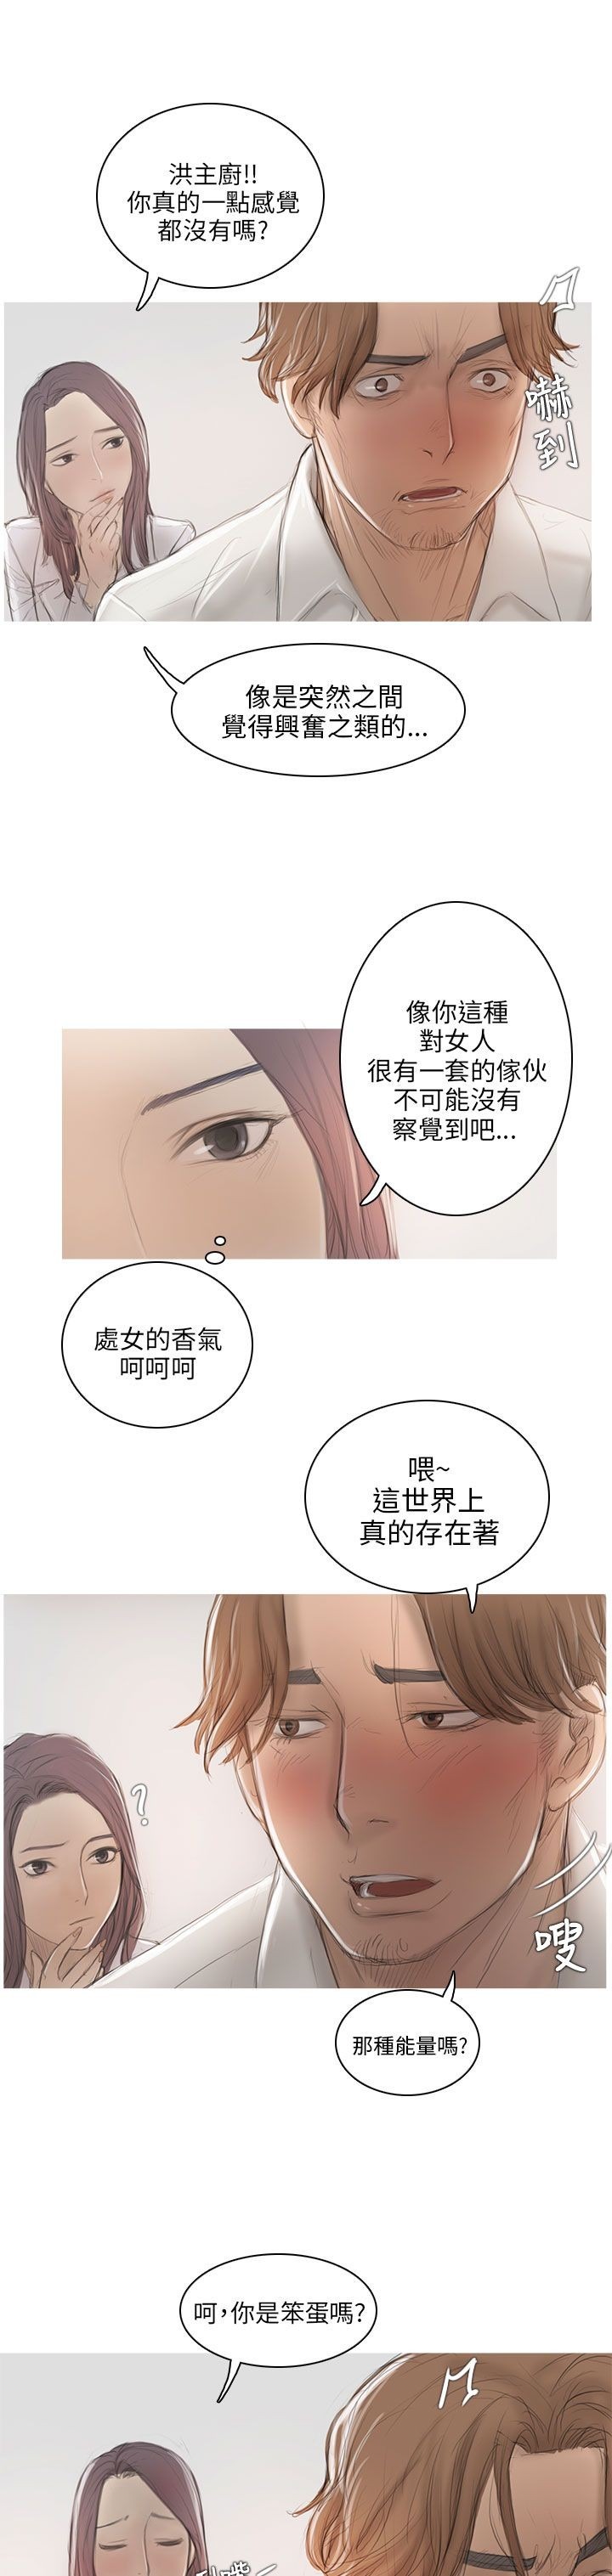 洪主廚!!
你真的一點感覺
都沒有嗎?
嚇到
像是突然之間
覺得興奮之類的...
像你這種
對女人
很有一套的傢伙
不可能沒有
察覺到吧...
處女的香氣
呵呵呵
喂~
這世界上
真的存在著
?
嗖
那種能量嗎?
呵,你是笨蛋嗎?